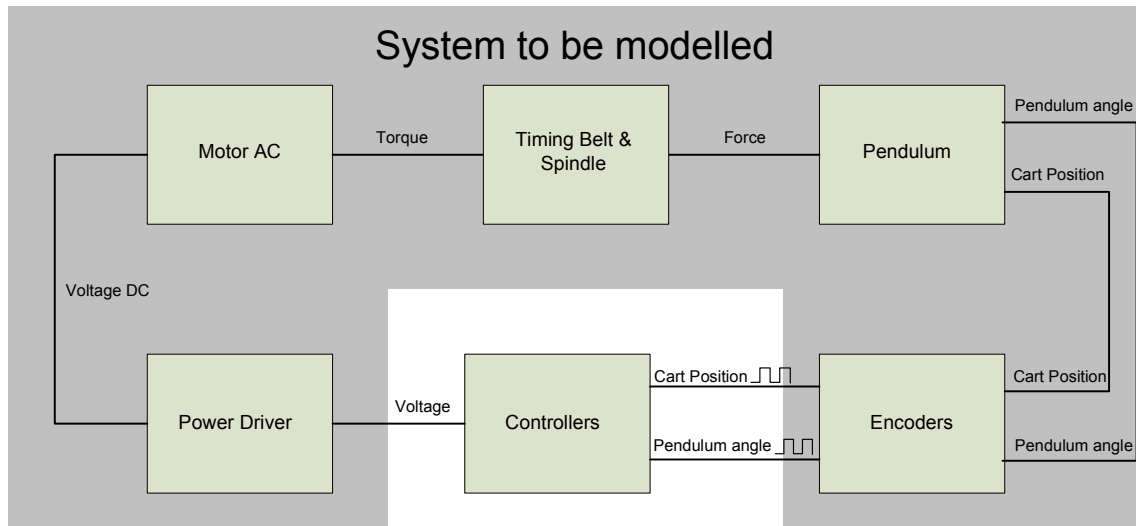 System to be modelled
Motor AC
Torque
Timing Belt &
Spindle
Force
Pendulum
Pendulum angle
Cart Position
Voltage DC
Power Driver
Voltage
Controllers
Cart Position
Pendulum angle
Encoders
Cart Position
Pendulum angle